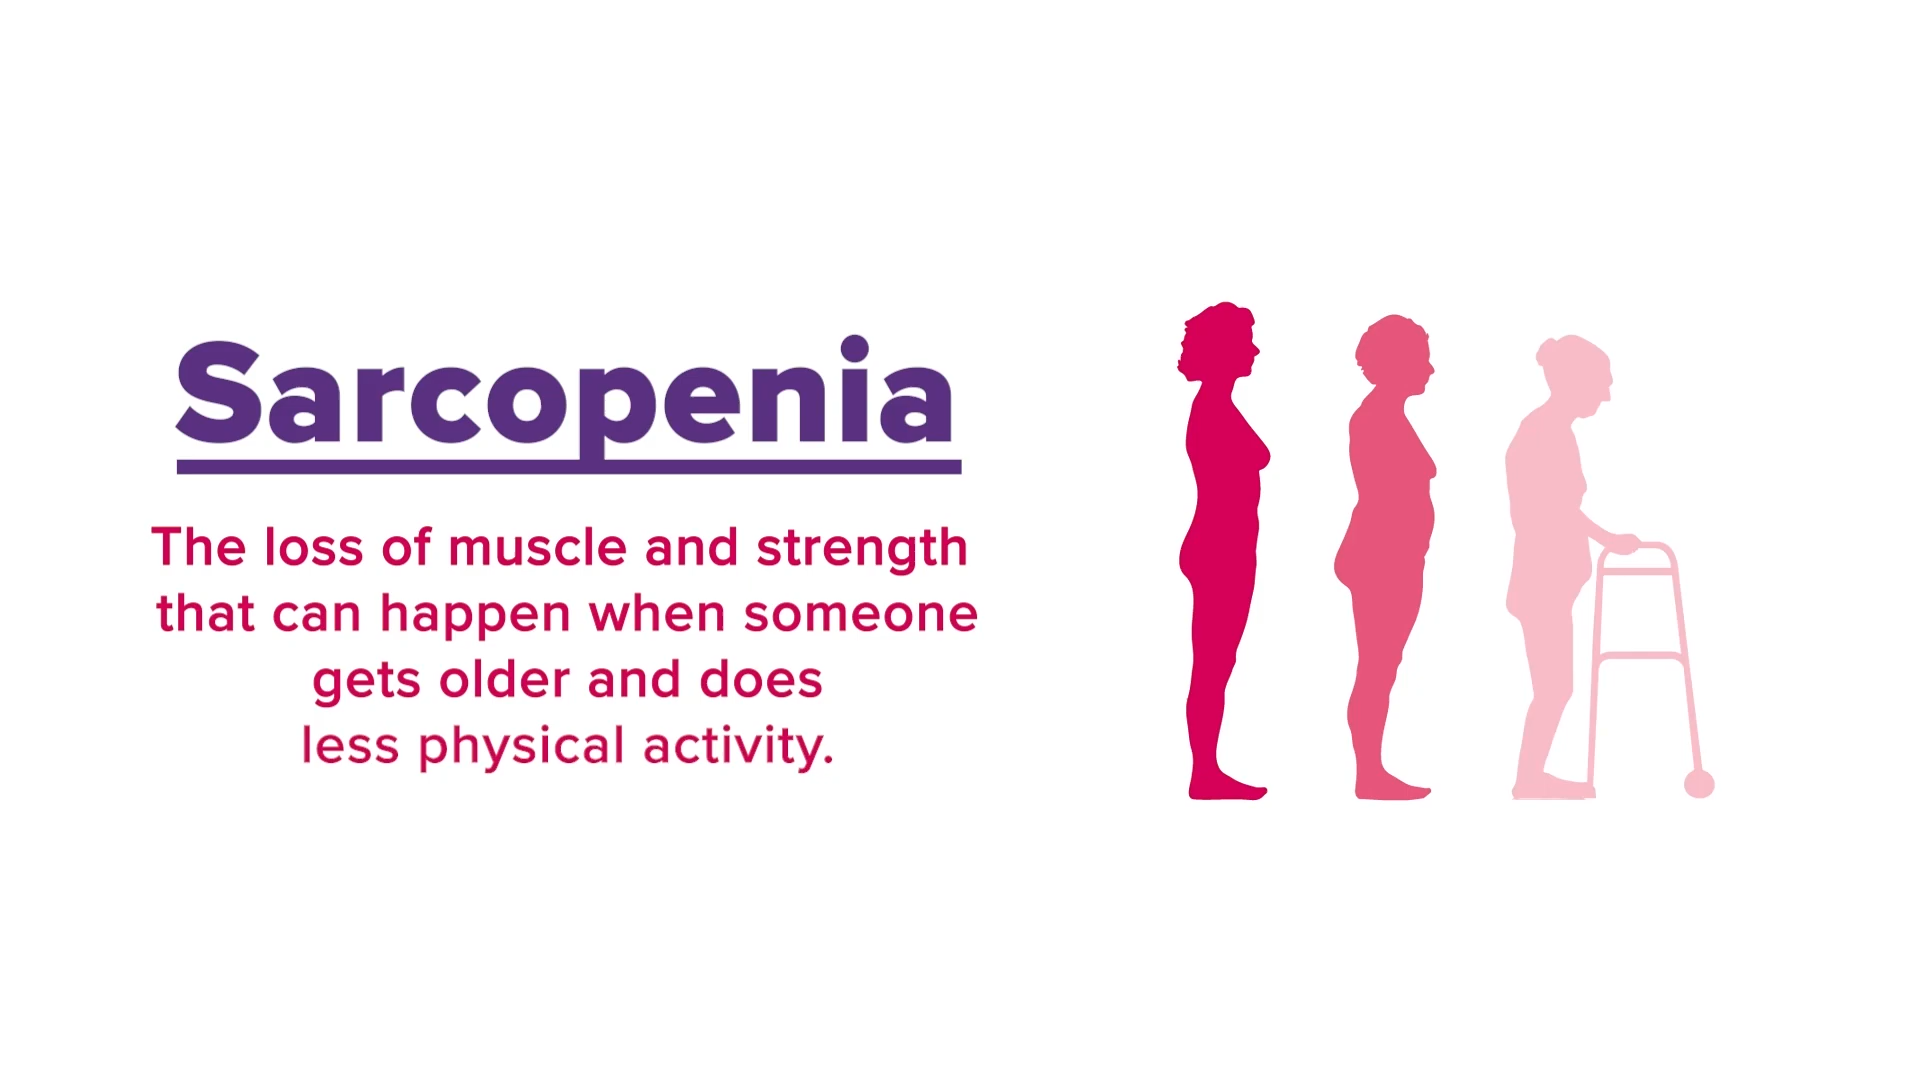 Sarcopenia
The loss of muscle and strength
that can happen when someone
gets older and does
less physical activity.